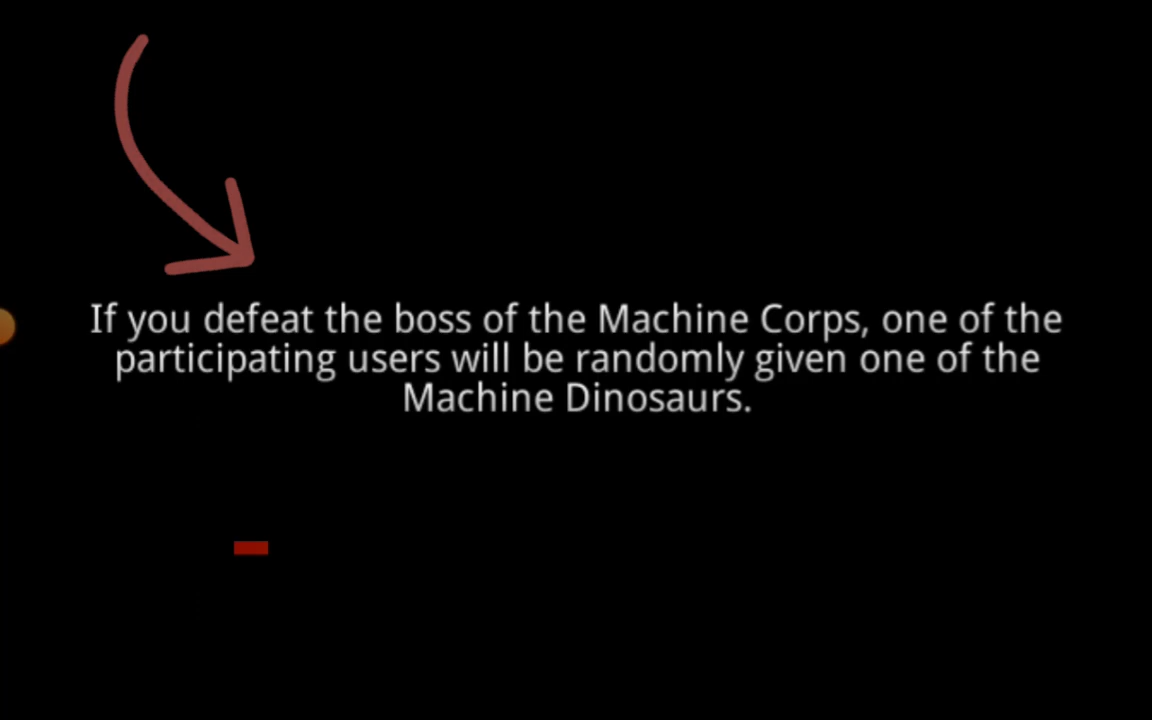 If you defeat the boss of the Machine Corps, one of the
participating users will be randomly given one of the
Machine Dinosaurs.